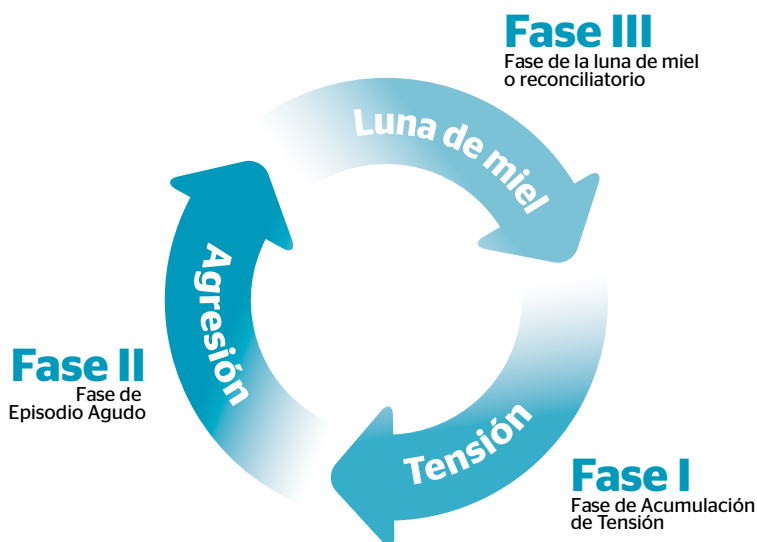 Fase III
Fase de la luna de miel
o reconciliatorio
Luna de miel
Agresión
Fase II
Fase de
Episodio Agudo
Tensión
Fase I
Fase de Acumulación
de Tensión